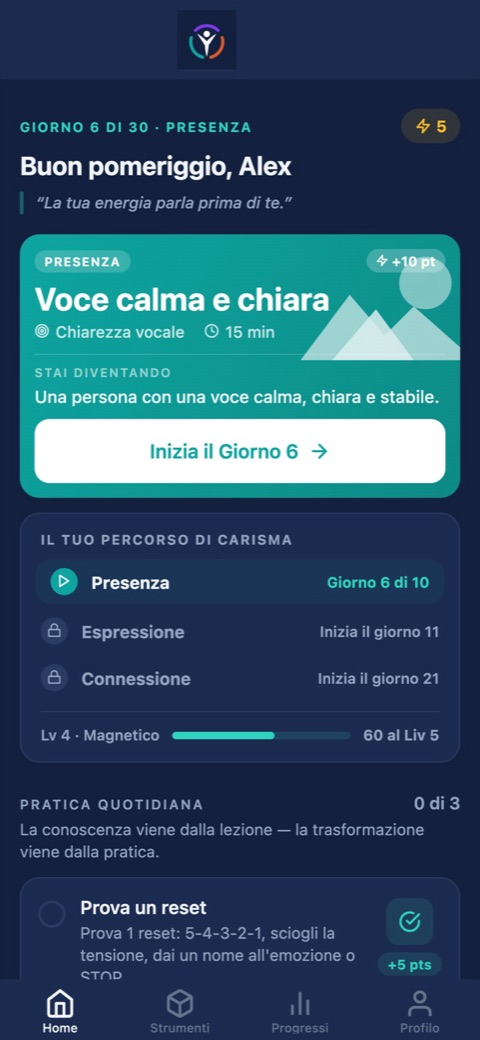 GIORNO 6 DI 30 · PRESENZA
5
Buon pomeriggio, Alex
“La tua energia parla prima di te.”
PRESENZA
+10 pt
Voce calma e chiara
Chiarezza vocale
15 min
STAI DIVENTANDO
Una persona con una voce calma, chiara e stabile.
Inizia il Giorno 6 →
IL TUO PERCORSO DI CARISMA
Presenza
Giorno 6 di 10
Espressione
Inizia il giorno 11
Connessione
Inizia il giorno 21
Lv 4 · Magnetico
60 al Liv 5
PRATICA QUOTIDIANA
0 di 3
La conoscenza viene dalla lezione — la trasformazione
viene dalla pratica.
Prova un reset
Prova 1 reset: 5-4-3-2-1, sciogli la
tensione, dai un nome all'emozione o
STOP
+5 pts
Home
Strumenti
Progressi
Profilo